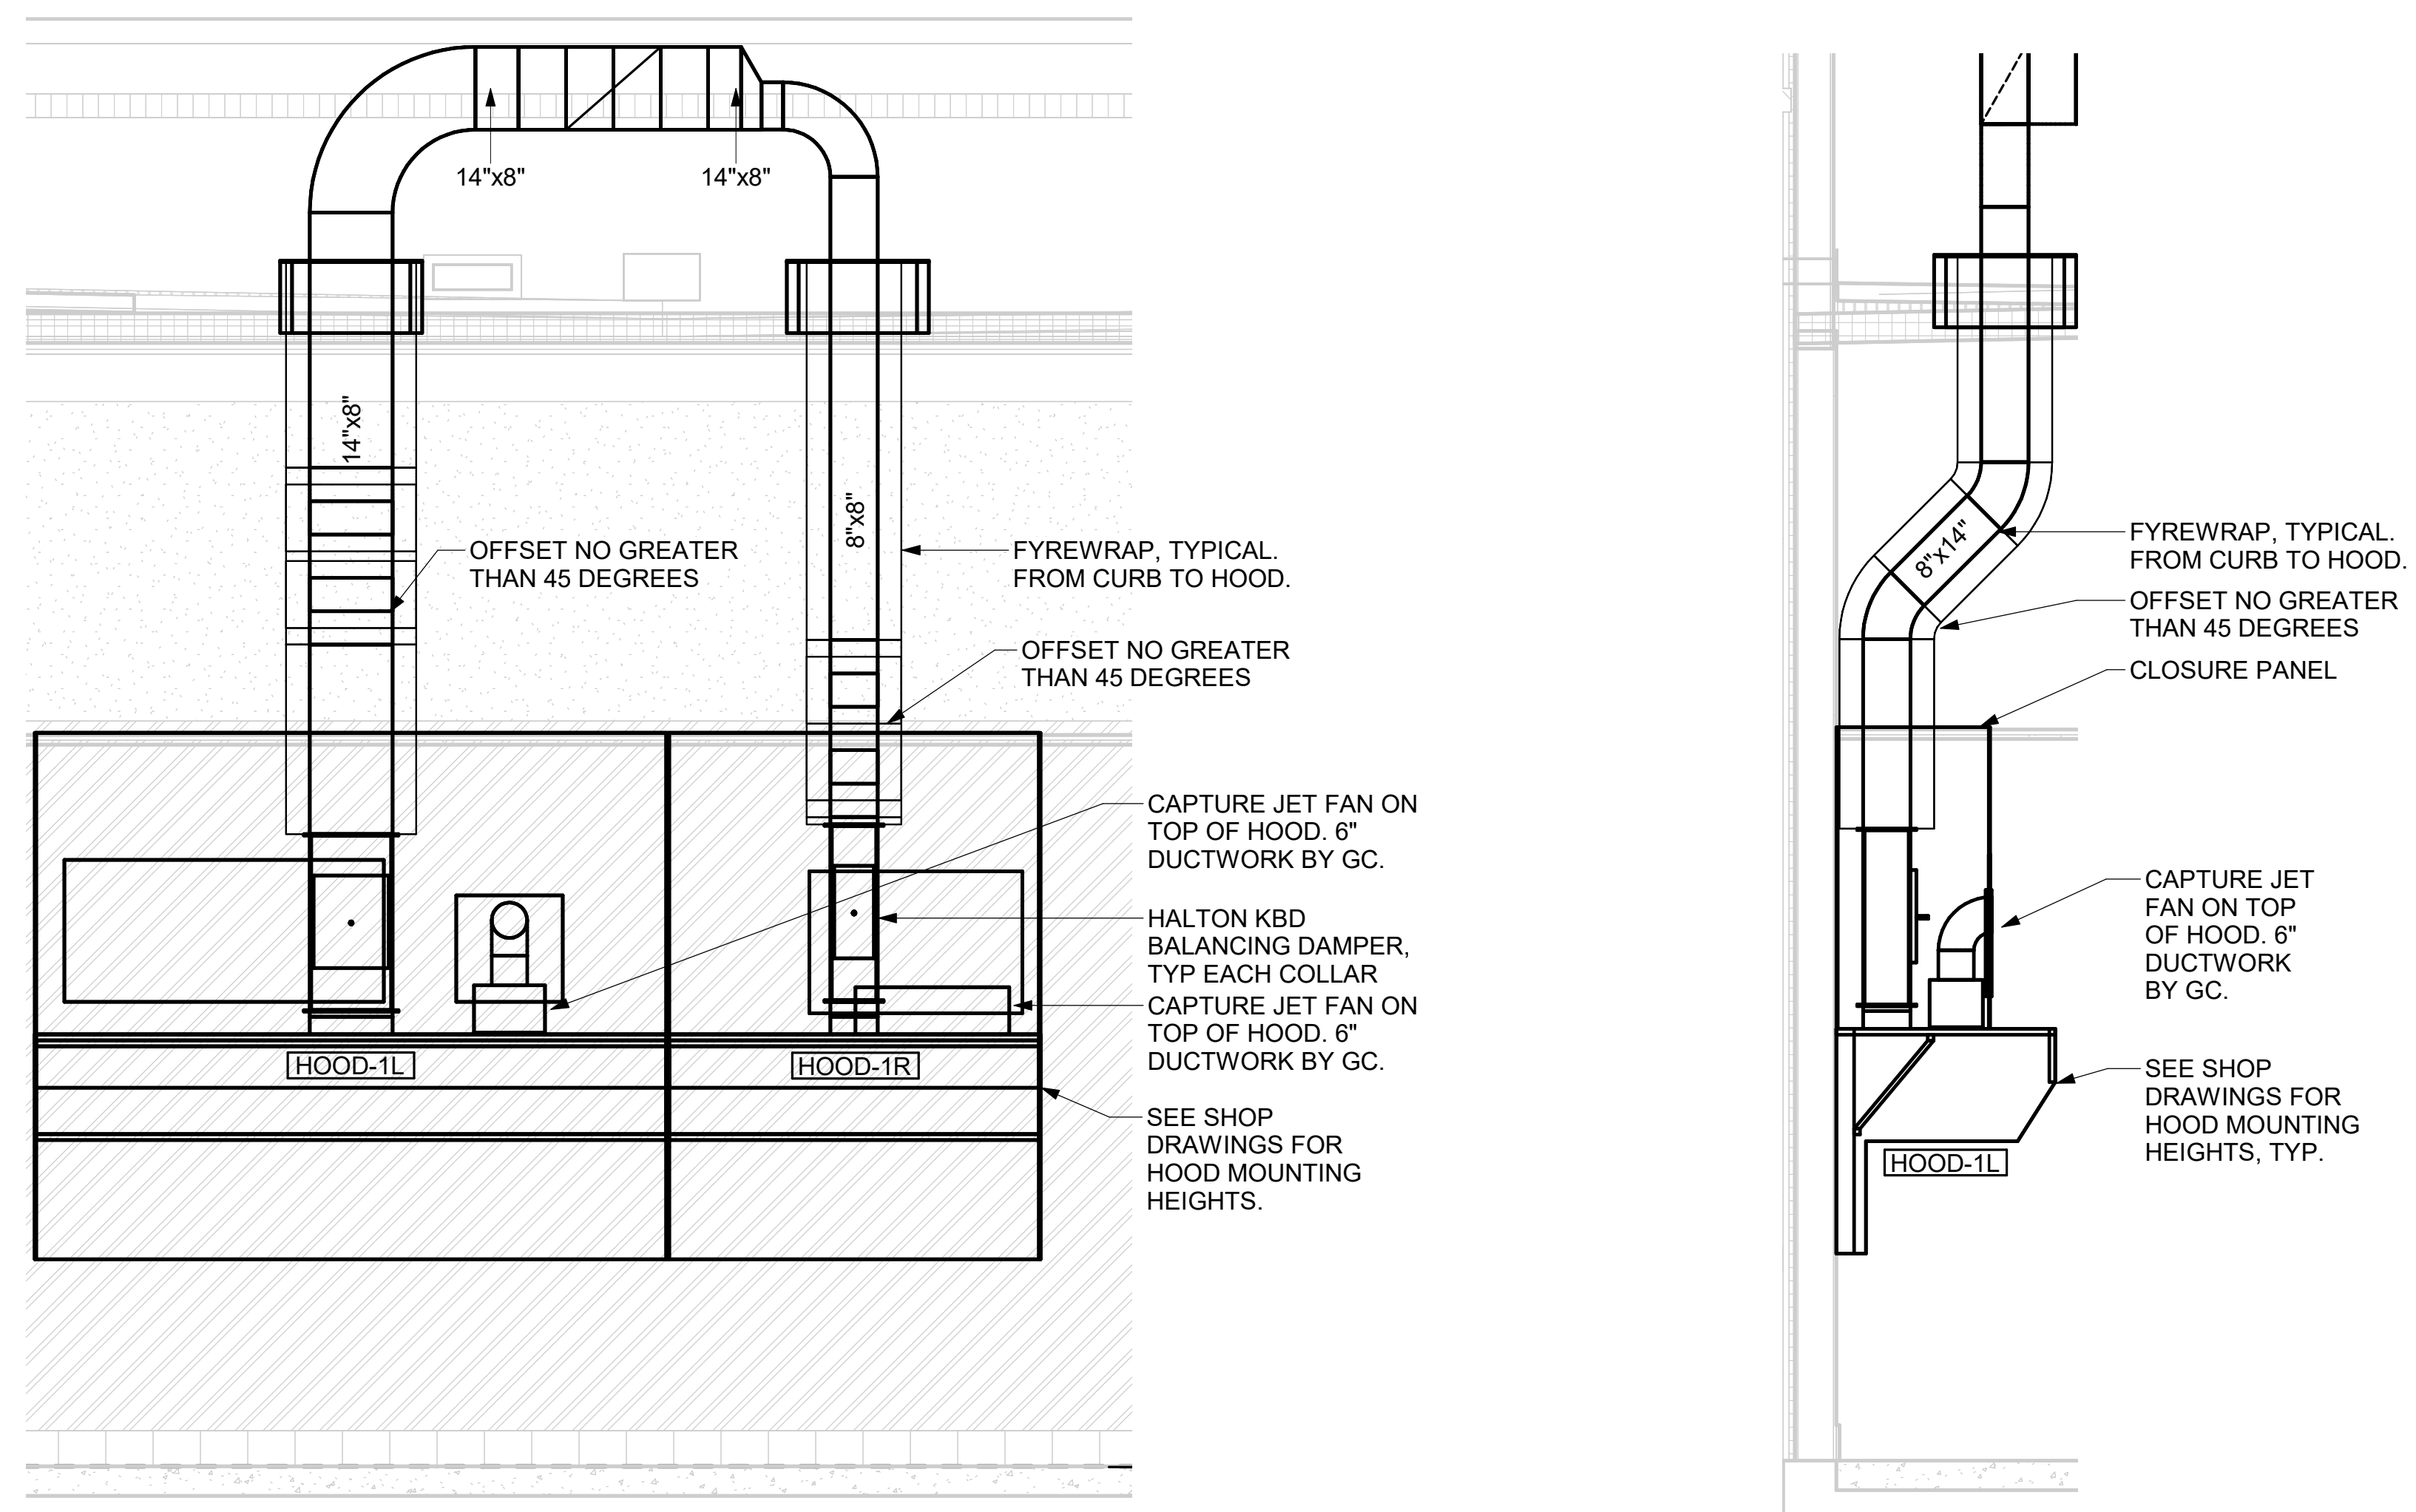 14"x8"
14"x8"
14"x8"
8"x8"
OFFSET NO GREATER
THAN 45 DEGREES
FYREWRAP, TYPICAL.
FROM CURB TO HOOD.
OFFSET NO GREATER
THAN 45 DEGREES
CAPTURE JET FAN ON
TOP OF HOOD. 6"
DUCTWORK BY GC.
HALTON KBD
BALANCING DAMPER,
TYP EACH COLLAR
CAPTURE JET FAN ON
TOP OF HOOD. 6"
DUCTWORK BY GC.
HOOD-1L
HOOD-1R
SEE SHOP
DRAWINGS FOR
HOOD MOUNTING
HEIGHTS.
8"x14"
FYREWRAP, TYPICAL.
FROM CURB TO HOOD.
OFFSET NO GREATER
THAN 45 DEGREES
CLOSURE PANEL
CAPTURE JET
FAN ON TOP
OF HOOD. 6"
DUCTWORK
BY GC.
SEE SHOP
DRAWINGS FOR
HOOD MOUNTING
HEIGHTS, TYP.
HOOD-1L